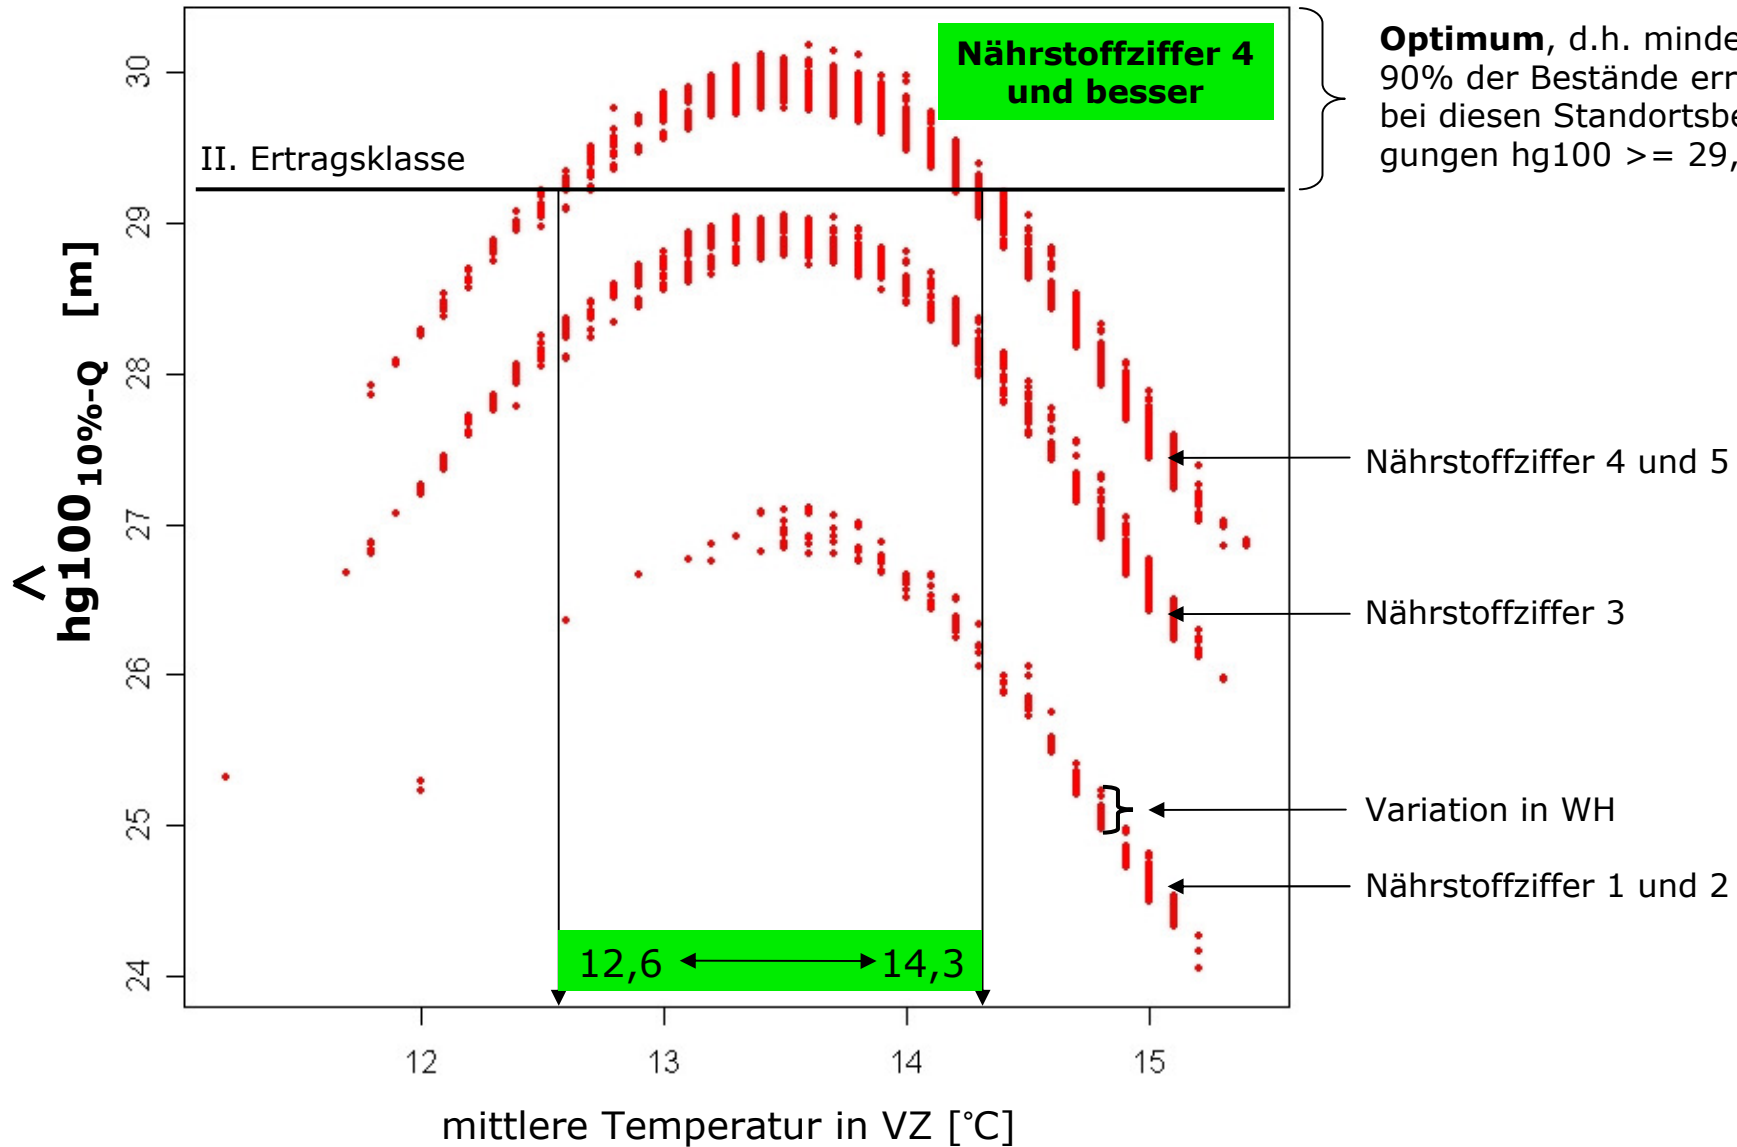 Nährstoffziffer 4
und besser
Optimum, d.h. minde
90% der Bestände err
bei diesen Standortsbe
gungen hg100 >= 29,
II. Ertragsklasse
30
29
28
27
26
25
24
^
hg100 10%-Q [m]
Nährstoffziffer 4 und 5
Nährstoffziffer 3
Variation in WH
Nährstoffziffer 1 und 2
12,6 14,3
12 13 14 15
mittlere Temperatur in VZ [°C]